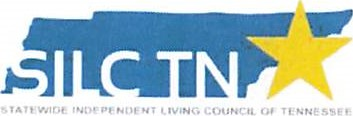 SILC TN
STATEWIDE INDEPENDENT LIVING COUNCIL OF TENNESSEE